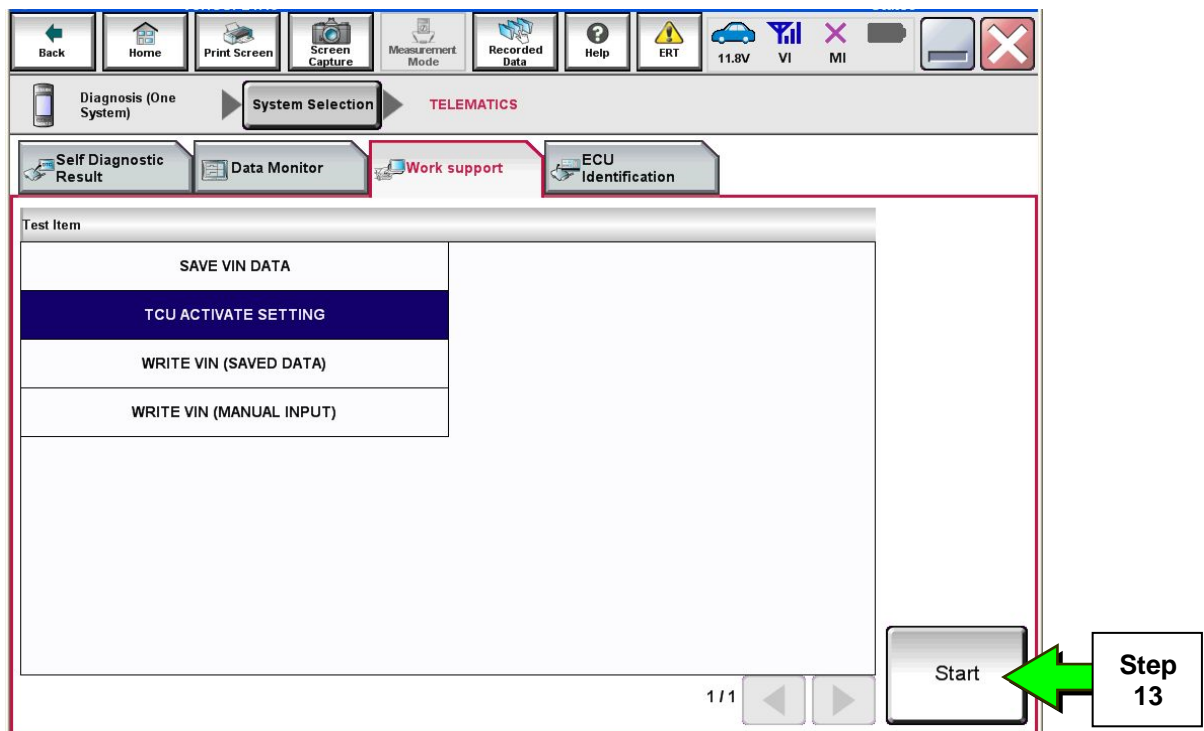 Back
Home
Print Screen
Screen
Capture
Measurement
Mode
Recorded
Data
Help
ERT
11.8V
VI
MI
Diagnosis (One
System)
System Selection
TELEMATICS
Self Diagnostic
Result
Data Monitor
Work support
ECU
Identification
Test Item
SAVE VIN DATA
TCU ACTIVATE SETTING
WRITE VIN (SAVED DATA)
WRITE VIN (MANUAL INPUT)
Start
Step
13
1/1